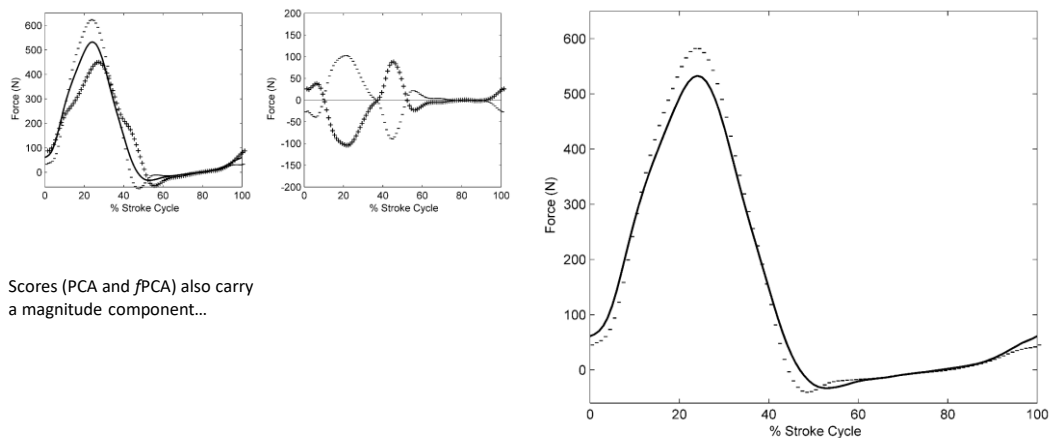 600
500
400
300
200
100
0
Force (N)
0 20 40 60 80 100
% Stroke Cycle
200
150
100
50
0
-50
-100
-150
-200
Force (N)
0 20 40 60 80 100
% Stroke Cycle
Scores (PCA and fPCA) also carry
a magnitude component…
600
500
400
300
200
100
0
Force (N)
0 20 40 60 80 100
% Stroke Cycle